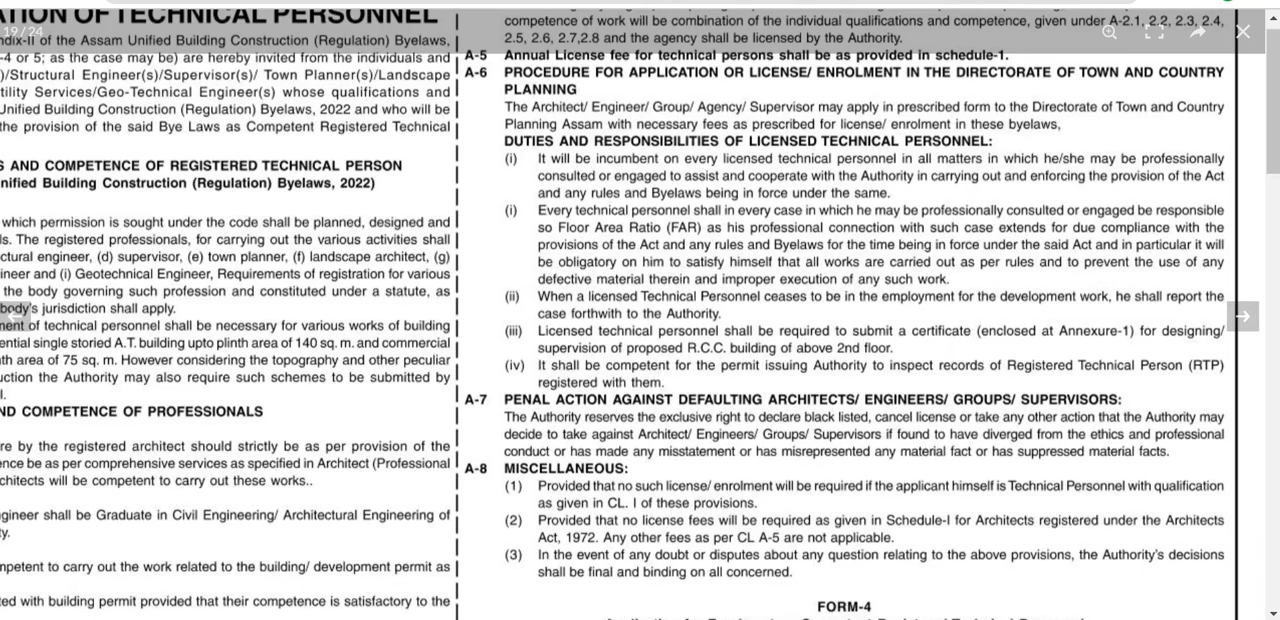 TION OF TECHNICAL PERSONNEL
19/24
ndix-II of the Assam Unified Building Construction (Regulation) Byelaws,
-4 or 5; as the case may be) are hereby invited from the individuals and
)/Structural Engineer(s)/Supervisor(s)/ Town Planner(s)/Landscape
tility Services/Geo-Technical Engineer(s) whose qualifications and
Unified Building Construction (Regulation) Byelaws, 2022 and who will be
the provision of the said Bye Laws as Competent Registered Technical
S AND COMPETENCE OF REGISTERED TECHNICAL PERSON
nified Building Construction (Regulation) Byelaws, 2022)
which permission is sought under the code shall be planned, designed and
ls. The registered professionals, for carrying out the various activities shall
ctural engineer, (d) supervisor, (e) town planner, (f) landscape architect, (g)
ineer and (i) Geotechnical Engineer, Requirements of registration for various
the body governing such profession and constituted under a statute, as
body's jurisdiction shall apply.
nent of technical personnel shall be necessary for various works of building
ential single storied A.T. building upto plinth area of 140 sq. m. and commercial
th area of 75 sq. m. However considering the topography and other peculiar
uction the Authority may also require such schemes to be submitted by
l.
ND COMPETENCE OF PROFESSIONALS
re by the registered architect should strictly be as per provision of the
ence be as per comprehensive services as specified in Architect (Professional
chitects will be competent to carry out these works..
gineer shall be Graduate in Civil Engineering/ Architectural Engineering of
y.
npetent to carry out the work related to the building/ development permit as
ted with building permit provided that their competence is satisfactory to the
competence of work will be combination of the individual qualifications and competence, given under A-2.1, 2.2, 2.3, 2.4,
2.5, 2.6, 2.7,2.8 and the agency shall be licensed by the Authority.
A-5 Annual License fee for technical persons shall be as provided in schedule-1.
A-6 PROCEDURE FOR APPLICATION OR LICENSE/ ENROLMENT IN THE DIRECTORATE OF TOWN AND COUNTRY
PLANNING
The Architect/ Engineer/ Group/ Agency/ Supervisor may apply in prescribed form to the Directorate of Town and Country
Planning Assam with necessary fees as prescribed for license/ enrolment in these byelaws,
DUTIES AND RESPONSIBILITIES OF LICENSED TECHNICAL PERSONNEL:
(i) It will be incumbent on every licensed technical personnel in all matters in which he/she may be professionally
consulted or engaged to assist and cooperate with the Authority in carrying out and enforcing the provision of the Act
and any rules and Byelaws being in force under the same.
(i) Every technical personnel shall in every case in which he may be professionally consulted or engaged be responsible
so Floor Area Ratio (FAR) as his professional connection with such case extends for due compliance with the
provisions of the Act and any rules and Byelaws for the time being in force under the said Act and in particular it will
be obligatory on him to satisfy himself that all works are carried out as per rules and to prevent the use of any
defective material therein and improper execution of any such work.
(ii) When a licensed Technical Personnel ceases to be in the employment for the development work, he shall report the
case forthwith to the Authority.
(iii) Licensed technical personnel shall be required to submit a certificate (enclosed at Annexure-1) for designing/
supervision of proposed R.C.C. building of above 2nd floor.
(iv) It shall be competent for the permit issuing Authority to inspect records of Registered Technical Person (RTP)
registered with them.
A-7 PENAL ACTION AGAINST DEFAULTING ARCHITECTS/ ENGINEERS/ GROUPS/ SUPERVISORS:
The Authority reserves the exclusive right to declare black listed, cancel license or take any other action that the Authority may
decide to take against Architect/ Engineers/ Groups/ Supervisors if found to have diverged from the ethics and professional
conduct or has made any misstatement or has misrepresented any material fact or has suppressed material facts.
A-8 MISCELLANEOUS:
(1) Provided that no such license/ enrolment will be required if the applicant himself is Technical Personnel with qualification
as given in CL. I of these provisions.
(2) Provided that no license fees will be required as given in Schedule-I for Architects registered under the Architects
Act, 1972. Any other fees as per CL A-5 are not applicable.
(3) In the event of any doubt or disputes about any question relating to the above provisions, the Authority's decisions
shall be final and binding on all concerned.
FORM-4